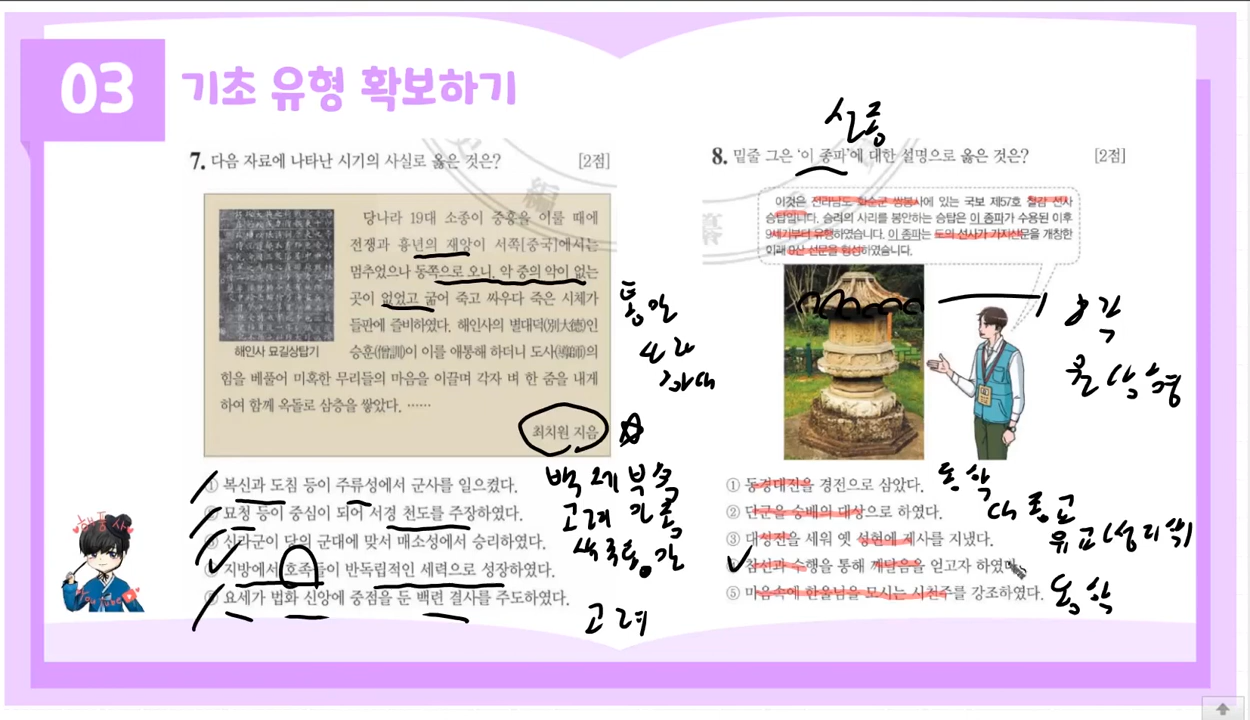 03 기초 유형 확보하기
7. 다음 자료에 나타난 시기의 사실로 옳은 것은? [2점]
당나라 19대 소종이 중흥을 이룰 때에
전쟁과 흉년의 재앙이 서쪽[중국]에서는
멈추었으나 동쪽으로 오니, 악 중의 악이 없는
곳이 없었고 굶어 죽고 싸우다 죽은 시체가
들판에 즐비하였다. 해인사의 별대덕(別大德)인
승훈(僧訓)이 이를 애통해 하더니 도사(導師)의
힘을 베풀어 미혹한 무리들의 마음을 이끌며 각자 벼 한 줌을 내게
하여 함께 옥돌로 삼층을 쌓았다. ……
최치원 지음
해인사 묘길상탑기
통일
신라
하대
① 복신과 도침 등이 주류성에서 군사를 일으켰다.
백제부흥
묘청 등이 중심이 되어 서경 천도를 주장하였다.
고려
신라군이 당의 군대에 맞서 매소성에서 승리하였다.
삼국통일
지방에서 호족들이 반독립적인 세력으로 성장하였다.
요세가 법화 신앙에 중점을 둔 백련 결사를 주도하였다.
고려
선종
8. 밑줄 그은 '이 종파'에 대한 설명으로 옳은 것은? [2점]
이것은 전라남도 화순군 쌍봉사에 있는 국보 제57호 철감 선사
승탑입니다. 승려의 사리를 봉안하는 승탑은 이 종파가 수용된 이후
9세기부터 유행하였습니다. 이 종파는 도의 선사가 가지산문을 개창한
이래 9산 선문을 형성하였습니다.
8각
원당형
① 동경대전을 경전으로 삼았다.
동학
② 단군을 숭배의 대상으로 하였다.
대종교
③ 대성전을 세워 옛 성현에 제사를 지냈다.
유교(성리학)
참선과 수행을 통해 깨달음을 얻고자 하였다.
⑤ 마음속에 한울님을 모시는 시천주를 강조하였다.
동학
YouTube